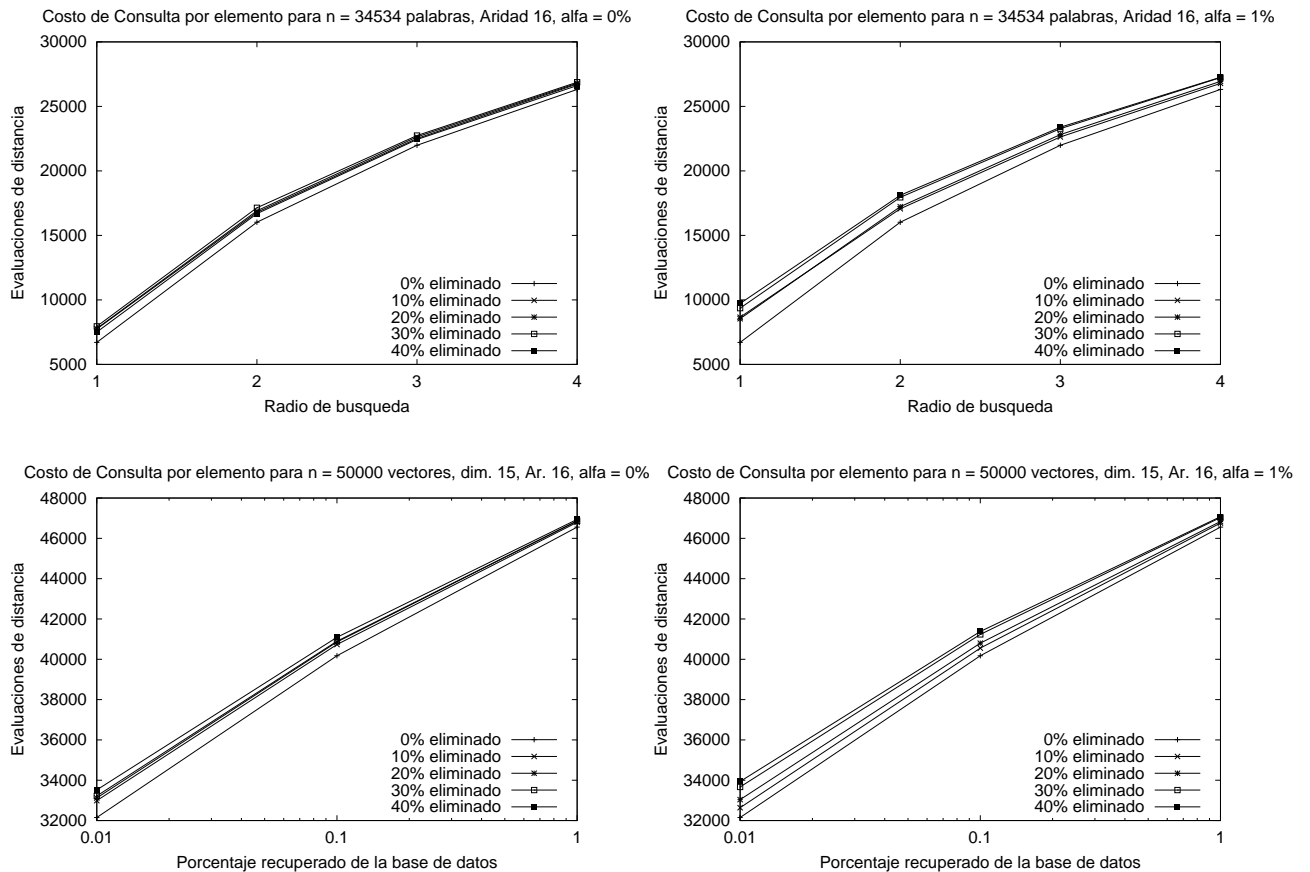 Costo de Consulta por elemento para n = 34534 palabras, Aridad 16, alfa = 0%
30000
25000
20000
15000
10000
5000
Evaluaciones de distancia
0% eliminado
10% eliminado
20% eliminado
30% eliminado
40% eliminado
1 2 3 4
Radio de busqueda
Costo de Consulta por elemento para n = 34534 palabras, Aridad 16, alfa = 1%
30000
25000
20000
15000
10000
5000
Evaluaciones de distancia
0% eliminado
10% eliminado
20% eliminado
30% eliminado
40% eliminado
1 2 3 4
Radio de busqueda
Costo de Consulta por elemento para n = 50000 vectores, dim. 15, Ar. 16, alfa = 0%
48000
46000
44000
42000
40000
38000
36000
34000
32000
Evaluaciones de distancia
0% eliminado
10% eliminado
20% eliminado
30% eliminado
40% eliminado
0.01 0.1 1
Porcentaje recuperado de la base de datos
Costo de Consulta por elemento para n = 50000 vectores, dim. 15, Ar. 16, alfa = 1%
48000
46000
44000
42000
40000
38000
36000
34000
32000
Evaluaciones de distancia
0% eliminado
10% eliminado
20% eliminado
30% eliminado
40% eliminado
0.01 0.1 1
Porcentaje recuperado de la base de datos